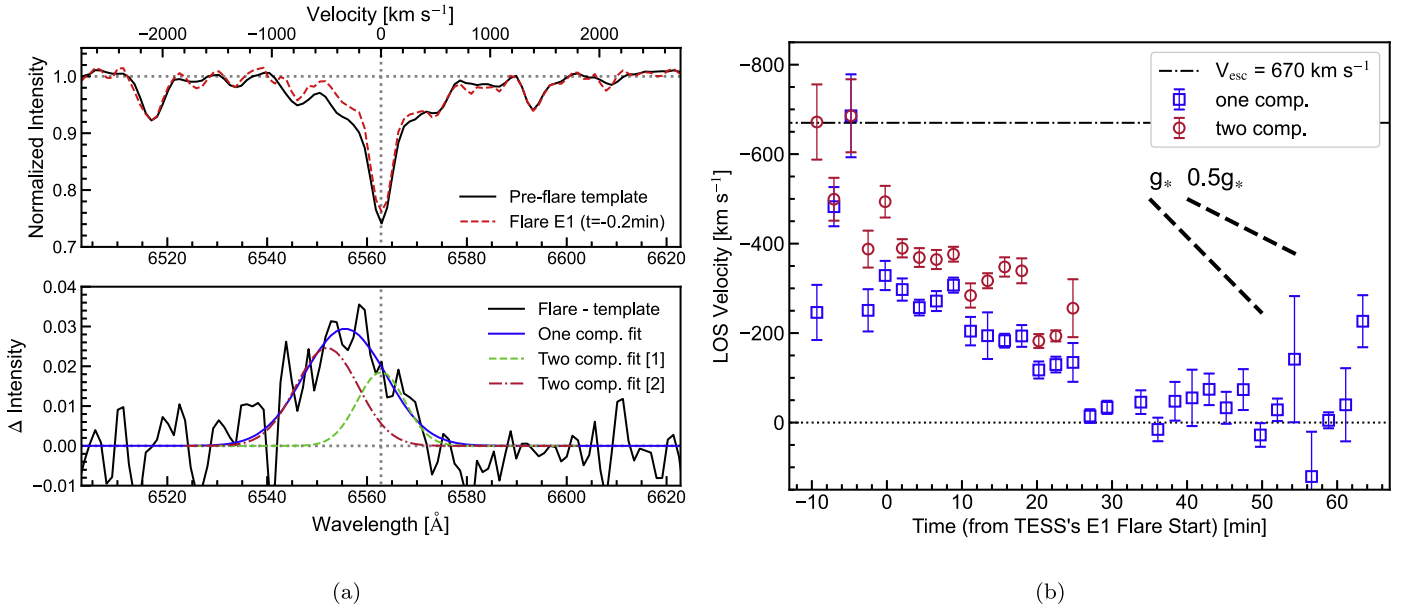 Velocity [km s⁻¹]
−2000 −1000 0 1000 2000
Normalized Intensity
1.0
0.9
0.8
0.7
Pre-flare template
Flare E1 (t=-0.2min)
6520 6540 6560 6580 6600 6620
Δ Intensity
0.04
0.03
0.02
0.01
0.00
−0.01
Flare - template
One comp. fit
Two comp. fit [1]
Two comp. fit [2]
6520 6540 6560 6580 6600 6620
Wavelength [Å]
(a)
LOS Velocity [km s⁻¹]
−800
−600
−400
−200
0
V_esc = 670 km s⁻¹
one comp.
two comp.
g* 0.5g*
−10 0 10 20 30 40 50 60
Time (from TESS's E1 Flare Start) [min]
(b)